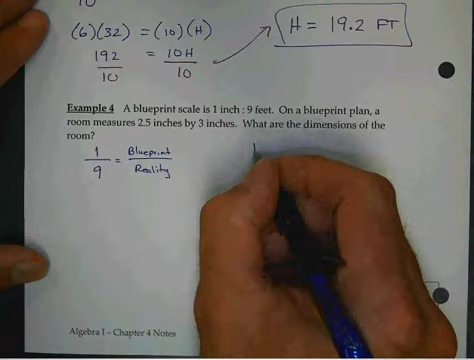 (6)(32) = (10)(H)
192 = 10H
10 10
H = 19.2 FT
Example 4 A blueprint scale is 1 inch : 9 feet. On a blueprint plan, a
room measures 2.5 inches by 3 inches. What are the dimensions of the
room?
1 = Blueprint
9 Reality
1
Algebra I – Chapter 4 Notes